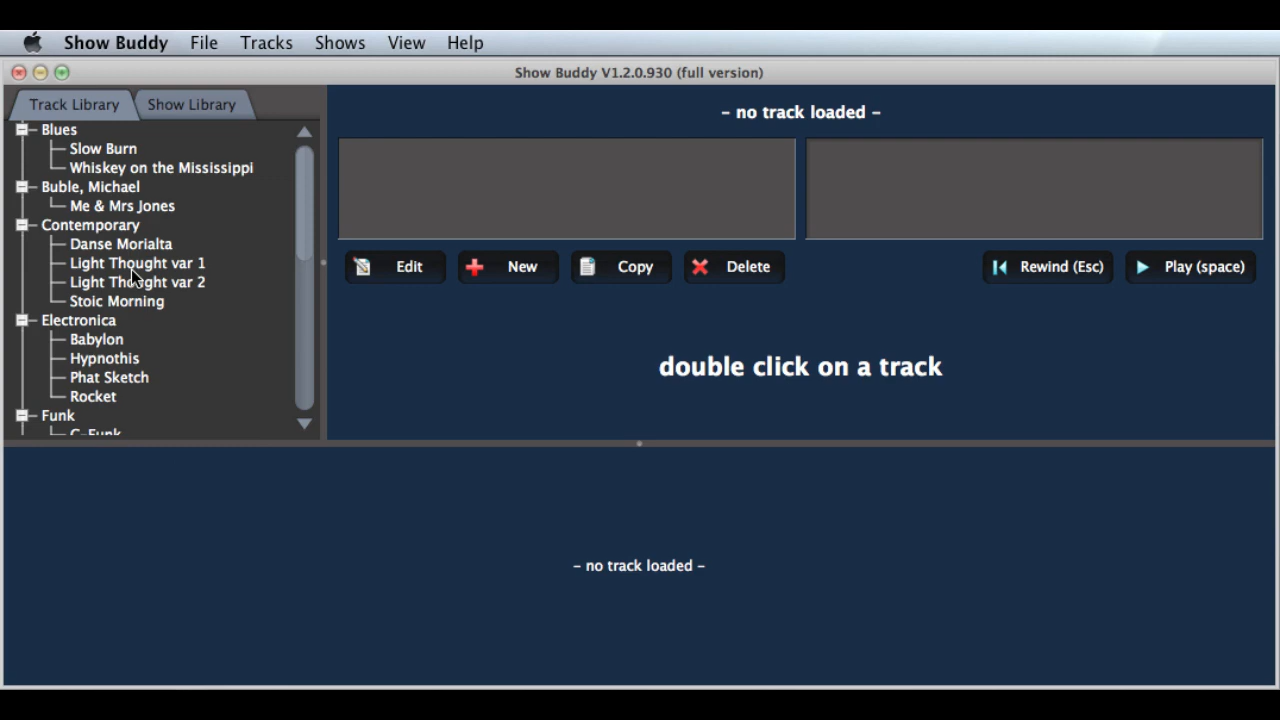 Show Buddy File Tracks Shows View Help
Show Buddy V1.2.0.930 (full version)
Track Library Show Library
Blues
Slow Burn
Whiskey on the Mississippi
Buble, Michael
Me & Mrs Jones
Contemporary
Danse Morialta
Light Thought var 1
Light Thought var 2
Stoic Morning
Electronica
Babylon
Hypnothis
Phat Sketch
Rocket
Funk
C-Funk
- no track loaded -
Edit New Copy Delete Rewind (Esc) Play (space)
double click on a track
- no track loaded -